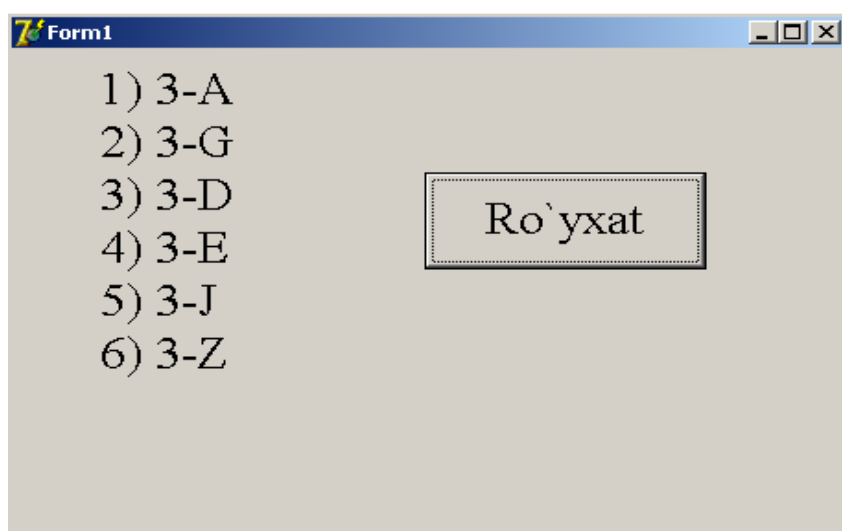 Form1
1) 3-A
2) 3-G
3) 3-D
4) 3-E
5) 3-J
6) 3-Z
Ro`yxat